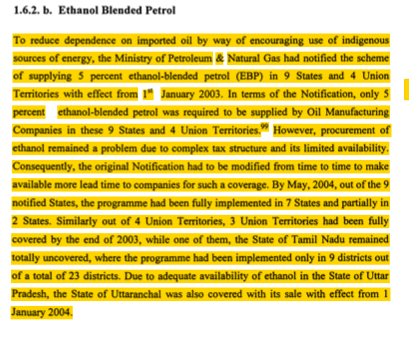 1.6.2. b. Ethanol Blended Petrol
To reduce dependence on imported oil by way of encouraging use of indigenous
sources of energy, the Ministry of Petroleum & Natural Gas had notified the scheme
of supplying 5 percent ethanol-blended petrol (EBP) in 9 States and 4 Union
Territories with effect from 1st January 2003. In terms of the Notification, only 5
percent ethanol-blended petrol was required to be supplied by Oil Manufacturing
Companies in these 9 States and 4 Union Territories.99 However, procurement of
ethanol remained a problem due to complex tax structure and its limited availability.
Consequently, the original Notification had to be modified from time to time to make
available more lead time to companies for such a coverage. By May, 2004, out of the 9
notified States, the programme had been fully implemented in 7 States and partially in
2 States. Similarly out of 4 Union Territories, 3 Union Territories had been fully
covered by the end of 2003, while one of them, the State of Tamil Nadu remained
totally uncovered, where the programme had been implemented only in 9 districts out
of a total of 23 districts. Due to adequate availability of ethanol in the State of Uttar
Pradesh, the State of Uttaranchal was also covered with its sale with effect from 1
January 2004.